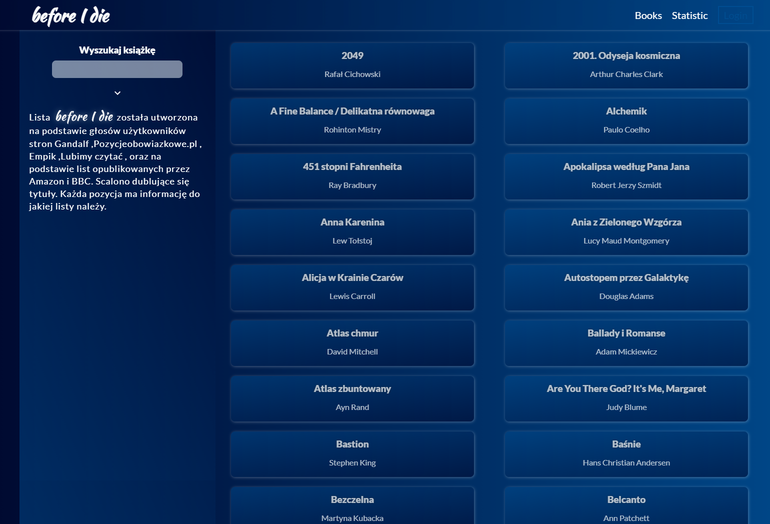 before I die
Books Statistic
Wyszukaj książkę
Lista before I die została utworzona
na podstawie głosów użytkowników
stron Gandalf ,Pozycjeobowiazkowe.pl ,
Empik ,Lubimy czytać , oraz na
podstawie list opublikowanych przez
Amazon i BBC. Scalono dublujące się
tytuły. Każda pozycja ma informację do
jakiej listy należy.
2049
Rafał Cichowski
2001. Odyseja kosmiczna
Arthur Charles Clark
A Fine Balance / Delikatna równowaga
Rohinton Mistry
Alchemik
Paulo Coelho
451 stopni Fahrenheita
Ray Bradbury
Apokalipsa według Pana Jana
Robert Jerzy Szmidt
Anna Karenina
Lew Tołstoj
Ania z Zielonego Wzgórza
Lucy Maud Montgomery
Alicja w Krainie Czarów
Lewis Carroll
Autostopem przez Galaktykę
Douglas Adams
Atlas chmur
David Mitchell
Ballady i Romanse
Adam Mickiewicz
Atlas zbuntowany
Ayn Rand
Are You There God? It's Me, Margaret
Judy Blume
Bastion
Stephen King
Baśnie
Hans Christian Andersen
Bezczelna
Martyna Kubacka
Belcanto
Ann Patchett